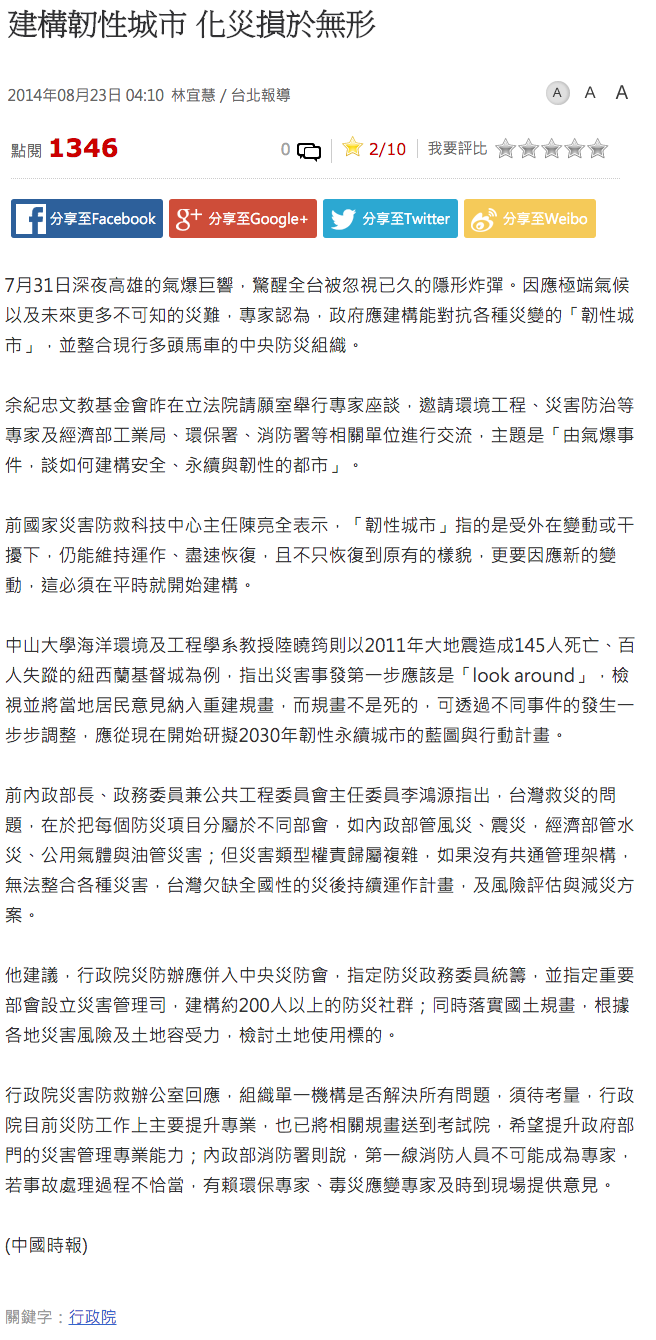 建構韌性城市 化災損於無形
2014年08月23日 04:10 林宜慧 / 台北報導
A A A
點閱 1346
0 2/10 我要評比
分享至Facebook 分享至Google+ 分享至Twitter 分享至Weibo
7月31日深夜高雄的氣爆巨響，驚醒全台被忽視已久的隱形炸彈。因應極端氣候
以及未來更多不可知的災難，專家認為，政府應建構能對抗各種災變的「韌性城
市」，並整合現行多頭馬車的中央防災組織。
余紀忠文教基金會昨在立法院請願室舉行專家座談，邀請環境工程、災害防治等
專家及經濟部工業局、環保署、消防署等相關單位進行交流，主題是「由氣爆事
件，談如何建構安全、永續與韌性的都市」。
前國家災害防救科技中心主任陳亮全表示，「韌性城市」指的是受外在變動或干
擾下，仍能維持運作、盡速恢復，且不只恢復到原有的樣貌，更要因應新的變
動，這必須在平時就開始建構。
中山大學海洋環境及工程學系教授陸曉筠則以2011年大地震造成145人死亡、百
人失蹤的紐西蘭基督城為例，指出災害事發第一步應該是「look around」，檢
視並將當地居民意見納入重建規畫，而規畫不是死的，可透過不同事件的發生一
步步調整，應從現在開始研擬2030年韌性永續城市的藍圖與行動計畫。
前內政部長、政務委員兼公共工程委員會主任委員李鴻源指出，台灣救災的問
題，在於把每個防災項目分屬於不同部會，如內政部管風災、震災，經濟部管水
災、公用氣體與油管災害；但災害類型權責歸屬複雜，如果沒有共通管理架構，
無法整合各種災害，台灣欠缺全國性的災後持續運作計畫，及風險評估與減災方
案。
他建議，行政院災防辦應併入中央災防會，指定防災政務委員統籌，並指定重要
部會設立災害管理司，建構約200人以上的防災社群；同時落實國土規畫，根據
各地災害風險及土地容受力，檢討土地使用標的。
行政院災害防救辦公室回應，組織單一機構是否解決所有問題，須待考量，行政
院目前災防工作上主要提升專業，也已將相關規畫送到考試院，希望提升政府部
門的災害管理專業能力；內政部消防署則說，第一線消防人員不可能成為專家，
若事故處理過程不恰當，有賴環保專家、毒災應變專家及時到現場提供意見。
(中國時報)
關鍵字：行政院